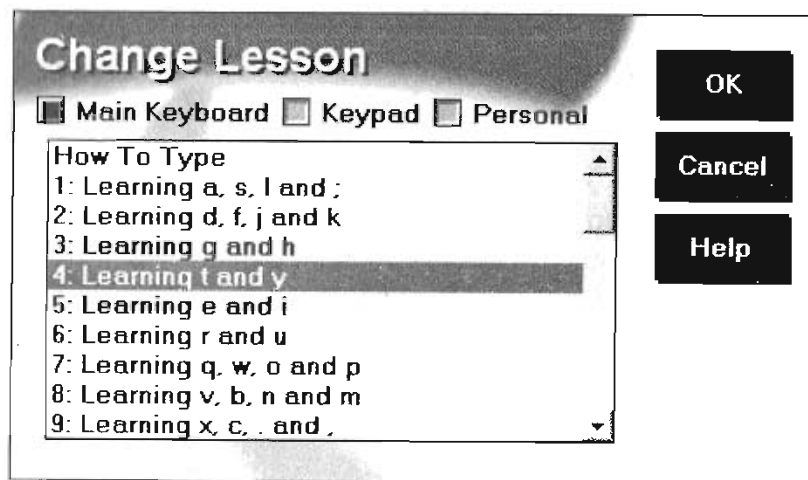 Change Lesson
Main Keyboard Keypad Personal
How To Type
1: Learning a, s, l and ;
2: Learning d, f, j and k
3: Learning g and h
4: Learning t and y
5: Learning e and i
6: Learning r and u
7: Learning q, w, o and p
8: Learning v, b, n and m
9: Learning x, c, . and ,
OK
Cancel
Help